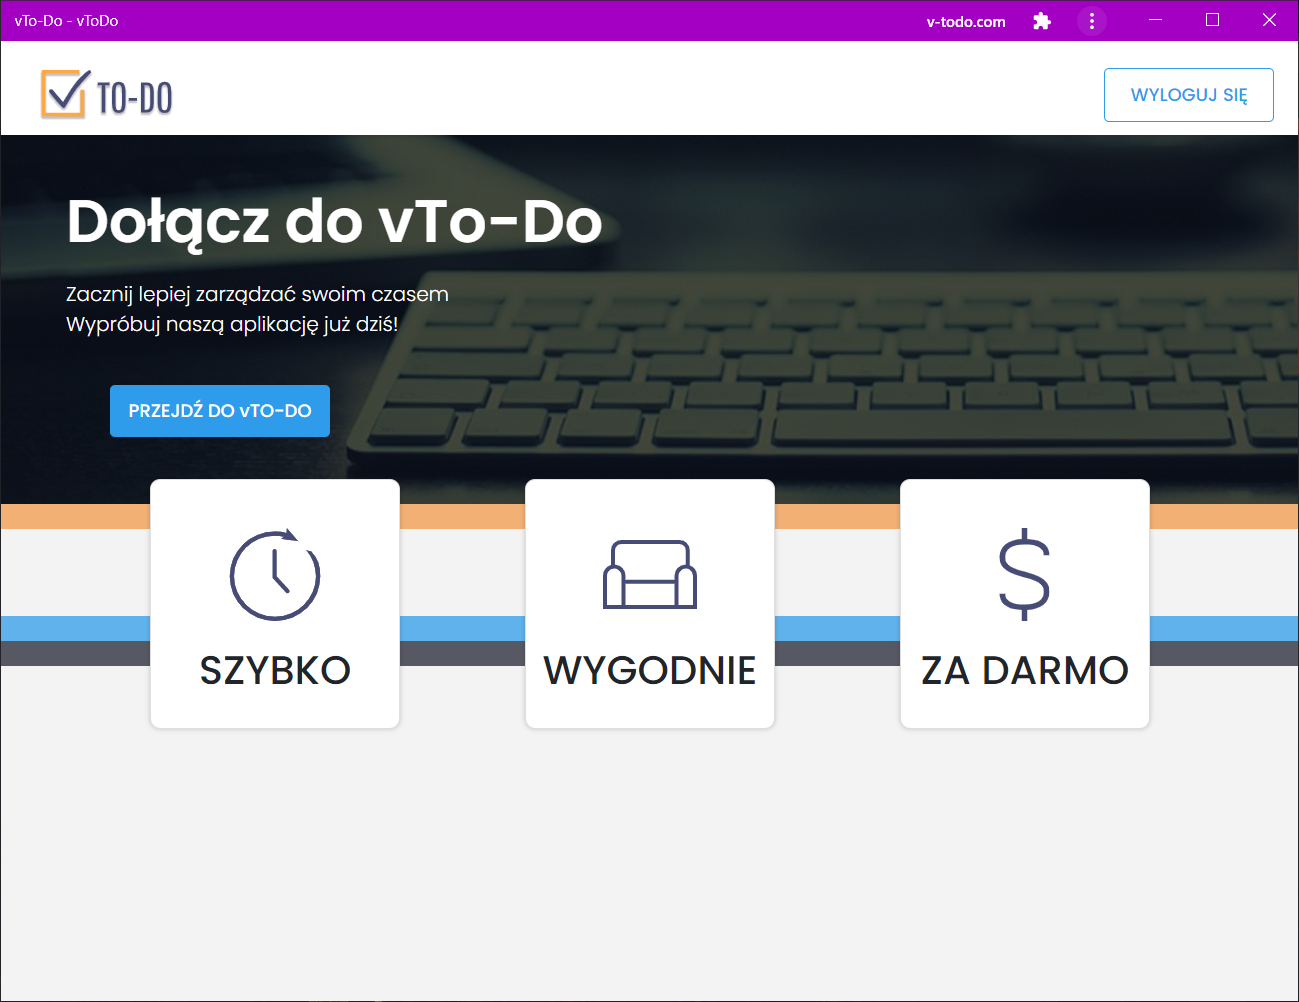 vTo-Do - vToDo
v-todo.com
TO-DO
WYLOGUJ SIĘ
Dołącz do vTo-Do
Zacznij lepiej zarządzać swoim czasem
Wypróbuj naszą aplikację już dziś!
PRZEJDŹ DO vTO-DO
SZYBKO
WYGODNIE
ZA DARMO